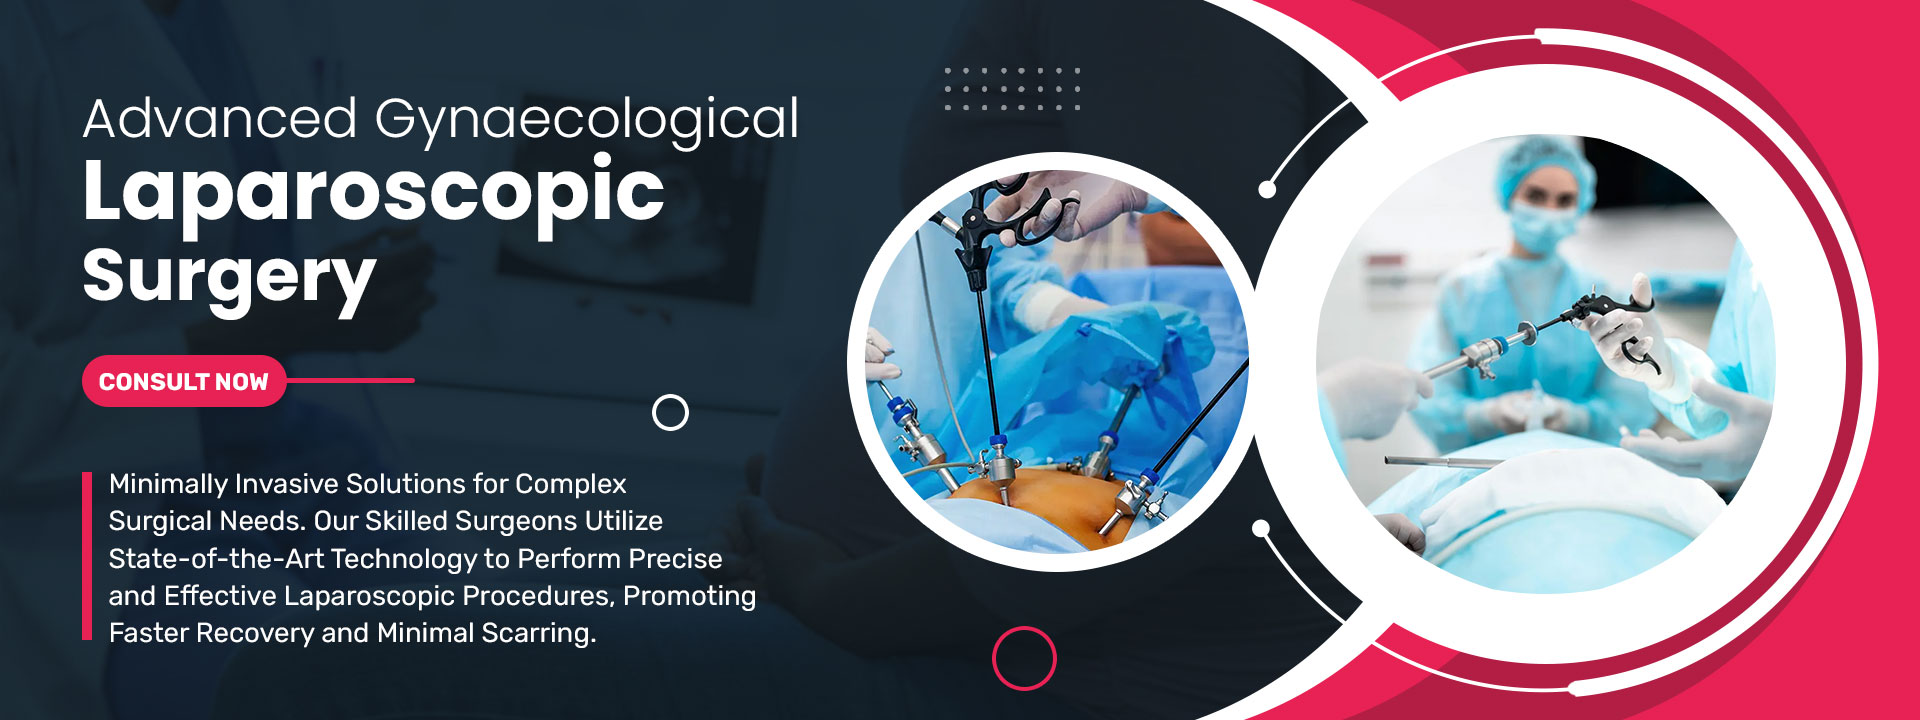 Advanced Gynaecological
Laparoscopic
Surgery
CONSULT NOW
Minimally Invasive Solutions for Complex
Surgical Needs. Our Skilled Surgeons Utilize
State-of-the-Art Technology to Perform Precise
and Effective Laparoscopic Procedures, Promoting
Faster Recovery and Minimal Scarring.